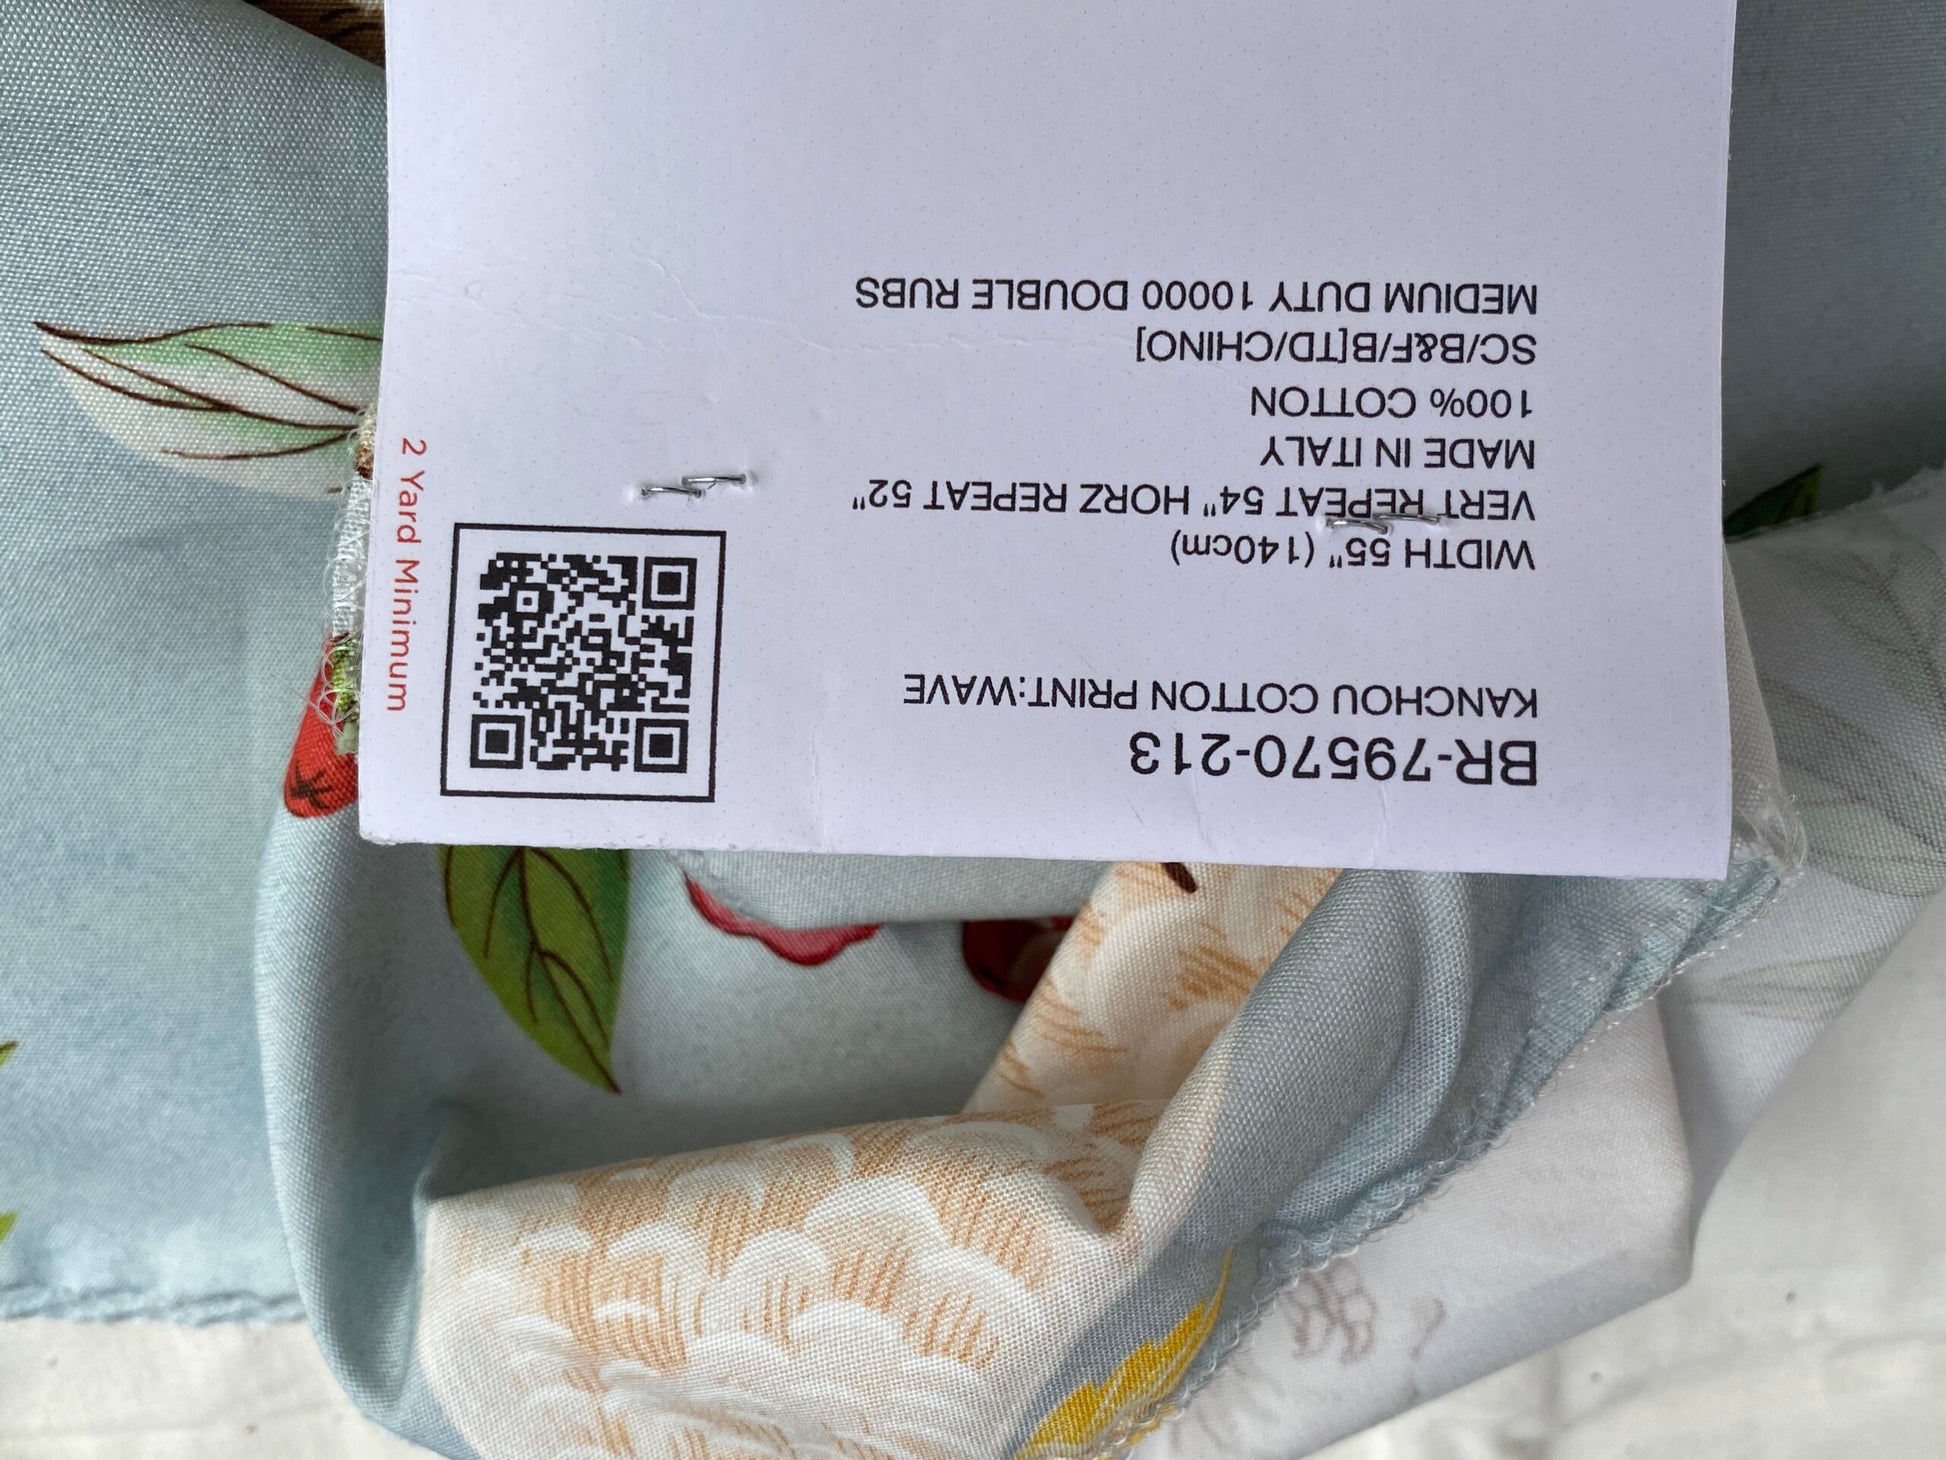 BR-79570-213
KANCHOU COTTON PRINT:WAVE
WIDTH 55" (140cm)
VERT REPEAT 54" HORZ REPEAT 52"
MADE IN ITALY
100% COTTON
SC/B&F/B[TD/CHINO]
MEDIUM DUTY 10000 DOUBLE RUBS
2 Yard Minimum